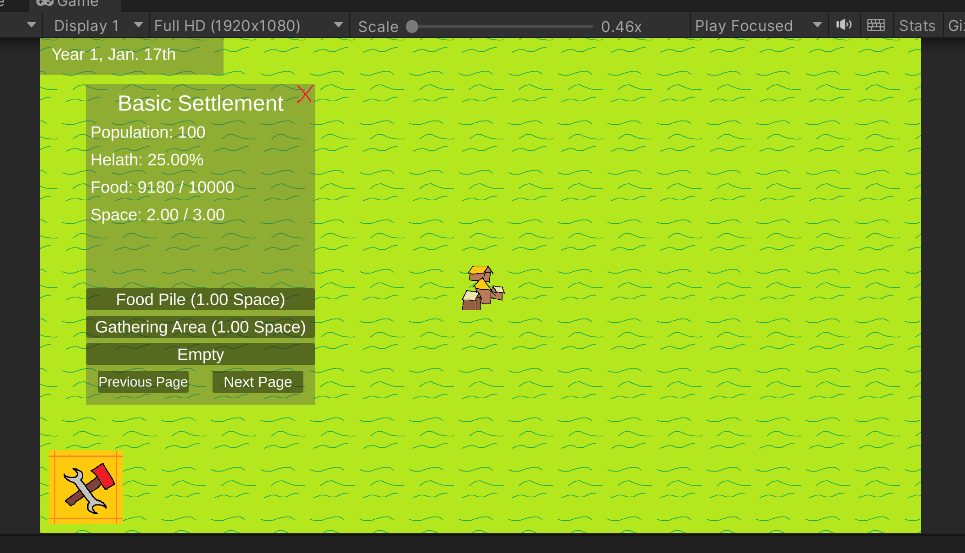 Game
Display 1 Full HD (1920x1080) Scale 0.46x Play Focused Stats
Year 1, Jan. 17th
Basic Settlement X
Population: 100
Helath: 25.00%
Food: 9180 / 10000
Space: 2.00 / 3.00
Food Pile (1.00 Space)
Gathering Area (1.00 Space)
Empty
Previous Page Next Page